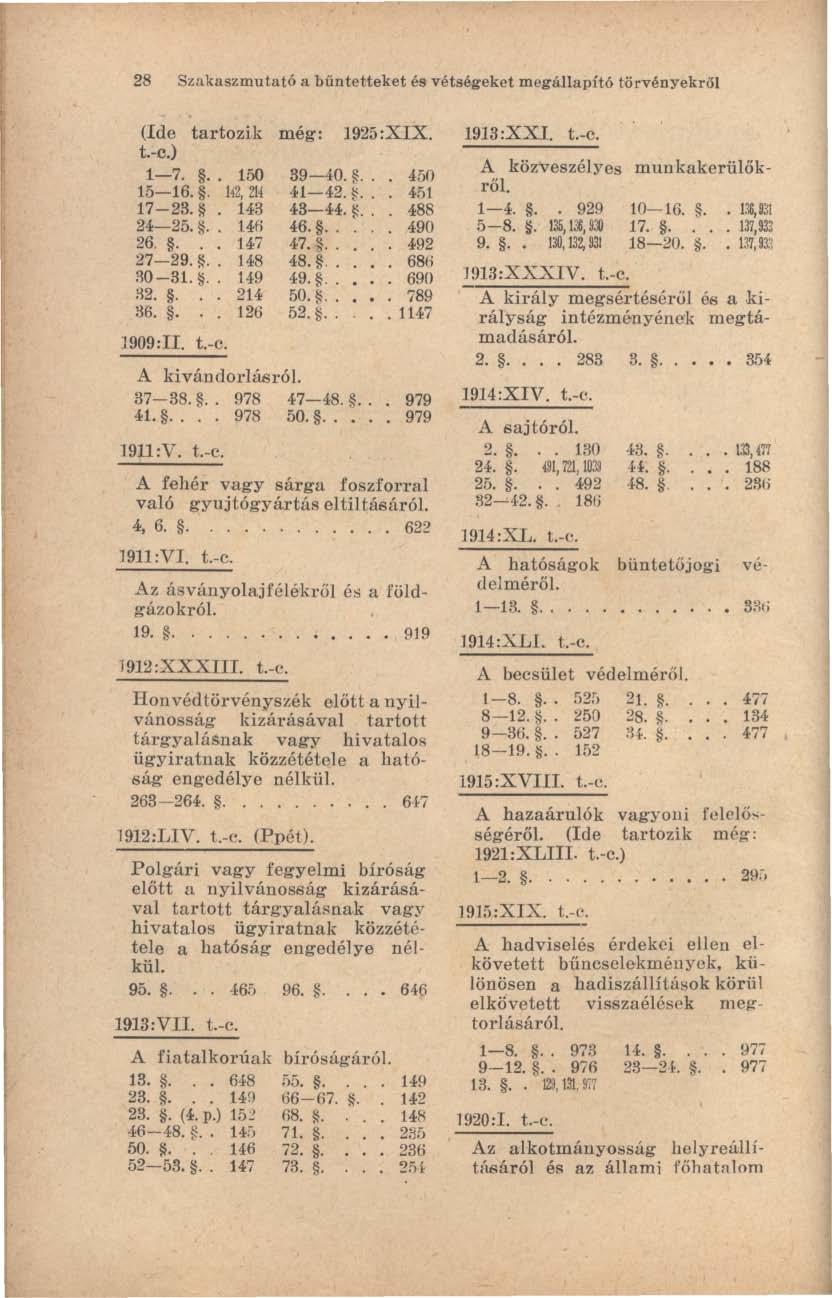 28 Szakaszmutató a bűntetteket és vétségeket megállapító törvényekről
(Ide tartozik még: 1925:XIX.
t.-c.)
1—7. §. . 150 39—40. §. . . 450
15—16. §. 142, 214 41—42. §. . . 451
17—23. § . 143 43—44. §. . . 488
24—25. §. . 146 46. §. . . . . 490
26. §. . . 147 47. §. . . . . 492
27—29. §. . 148 48. §. . . . . 686
30—31. §. . 149 49. §. . . . . 690
32. §. . . 214 50. §. . . . . 789
36. §. . . 126 52. §. . . . . 1147
1909:II. t.-c.
A kivándorlásról.
37—38. §. . 978 47—48. §. . . 979
41. §. . . . 978 50. §. . . . . 979
1911:V. t.-c.
A fehér vagy sárga foszforral
való gyujtógyártás eltiltásáról.
4, 6. §. . . . . . . . . . . . 622
1911:VI. t.-c.
Az ásványolajfélékről és a föld-
gázokról.
19. §. . . . . . . . . . . . 919
1912:XXXIII. t.-c.
Honvédtörvényszék előtt a nyil-
vánosság kizárásával tartott
tárgyalásnak vagy hivatalos
ügyiratnak közzététele a ható-
ság engedélye nélkül.
263—264. §. . . . . . . . . . 647
1912:LIV. t.-c. (Ppét).
Polgári vagy fegyelmi bíróság
előtt a nyilvánosság kizárásá-
val tartott tárgyalásnak vagy
hivatalos ügyiratnak közzété-
tele a hatóság engedélye nél-
kül.
95. §. . . 465 96. §. . . . 646
1913:VII. t.-c.
A fiatalkorúak bíróságáról.
13. §. . . 648 55. §. . . . 149
23. §. . . 149 66—67. §. . 142
23. §. (4. p.) 152 68. §. . . . 148
46—48. §. . 145 71. §. . . . 235
50. §. . . 146 72. §. . . . 236
52—53. §. . 147 73. §. . . . 254
1913:XXI. t.-c.
A közveszélyes munkakerülők-
ről.
1—4. §. . 929 10—16. §. . 136, 931
5—8. §. 135, 136, 930 17. §. . . . 137, 933
9. §. . 130, 132, 931 18—20. §. . 137, 933
1913:XXXIV. t.-c.
A király megsértéséről és a ki-
rályság intézményének megtá-
madásáról.
2. §. . . . 283 3. §. . . . . 354
1914:XIV. t.-c.
A sajtóról.
2. §. . . 130 43. §. . . . 133, 477
24. §. 491, 721, 1039 44. §. . . . 188
25. §. . . 492 48. §. . . . 236
32—42. §. . 186
1914:XL. t.-c.
A hatóságok büntetőjogi vé-
delméről.
1—13. §. . . . . . . . . . . 336
1914:XLI. t.-c.
A becsület védelméről.
1—8. §. . 525 21. §. . . . 477
8—12. §. . 250 28. §. . . . 134
9—36. §. . 527 34. §. . . . 477
18—19. §. . 152
1915:XVIII. t.-c.
A hazaárulók vagyoni felelős-
ségéről. (Ide tartozik még:
1921:XLIII. t.-c.)
1—2. §. . . . . . . . . . . . 295
1915:XIX. t.-c.
A hadviselés érdekei ellen el-
követett bűncselekmények, kü-
lönösen a hadiszállítások körül
elkövetett visszaélések meg-
torlásáról.
1—8. §. . 973 14. §. . . . 977
9—12. §. . 976 23—24. §. . 977
13. §. . 129, 131, 977
1920:I. t.-c.
Az alkotmányosság helyreállí-
tásáról és az állami főhatalom